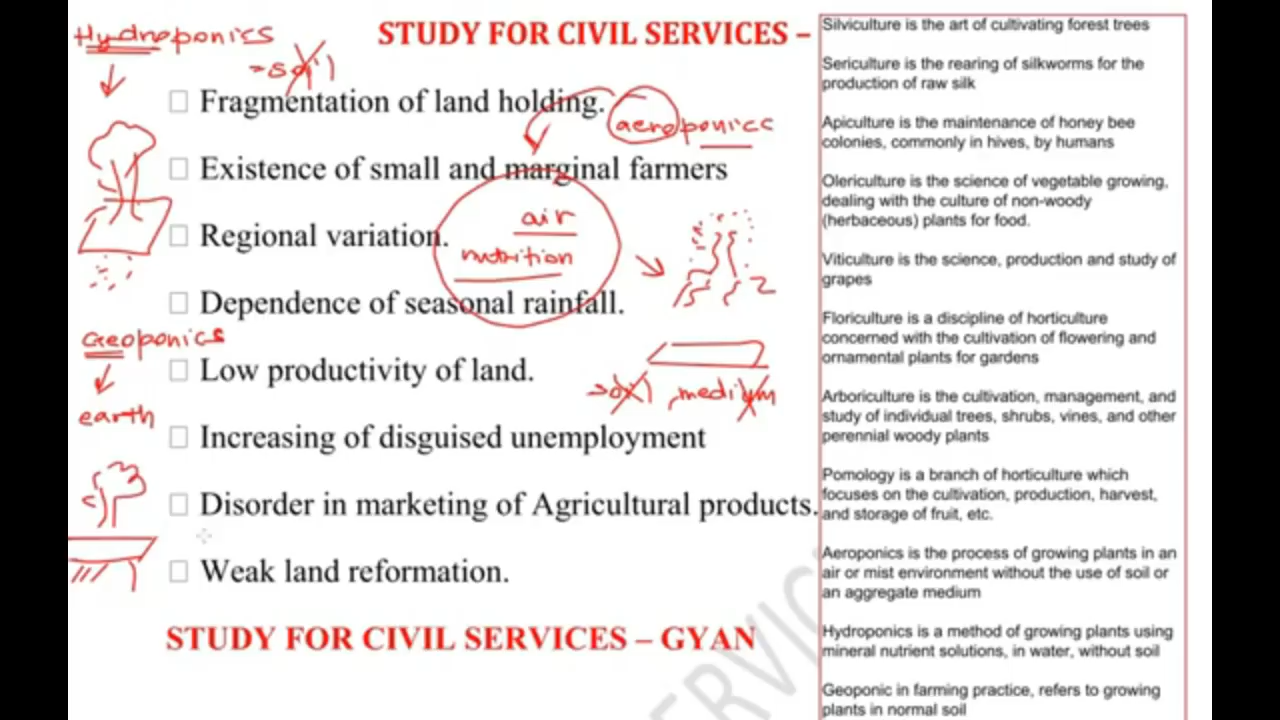 Hydroponics
STUDY FOR CIVIL SERVICES –
soil
☐ Fragmentation of land holding.
aeroponics
☐ Existence of small and marginal farmers
air
☐ Regional variation.
nutrition
☐ Dependence of seasonal rainfall.
Geoponics
☐ Low productivity of land.
soil, medium
earth
☐ Increasing of disguised unemployment
☐ Disorder in marketing of Agricultural products.
☐ Weak land reformation.
STUDY FOR CIVIL SERVICES – GYAN
SERVIC
Silviculture is the art of cultivating forest trees
Sericulture is the rearing of silkworms for the
production of raw silk
Apiculture is the maintenance of honey bee
colonies, commonly in hives, by humans
Olericulture is the science of vegetable growing,
dealing with the culture of non-woody
(herbaceous) plants for food.
Viticulture is the science, production and study of
grapes
Floriculture is a discipline of horticulture
concerned with the cultivation of flowering and
ornamental plants for gardens
Arboriculture is the cultivation, management, and
study of individual trees, shrubs, vines, and other
perennial woody plants
Pomology is a branch of horticulture which
focuses on the cultivation, production, harvest,
and storage of fruit, etc.
Aeroponics is the process of growing plants in an
air or mist environment without the use of soil or
an aggregate medium
Hydroponics is a method of growing plants using
mineral nutrient solutions, in water, without soil
Geoponic in farming practice, refers to growing
plants in normal soil